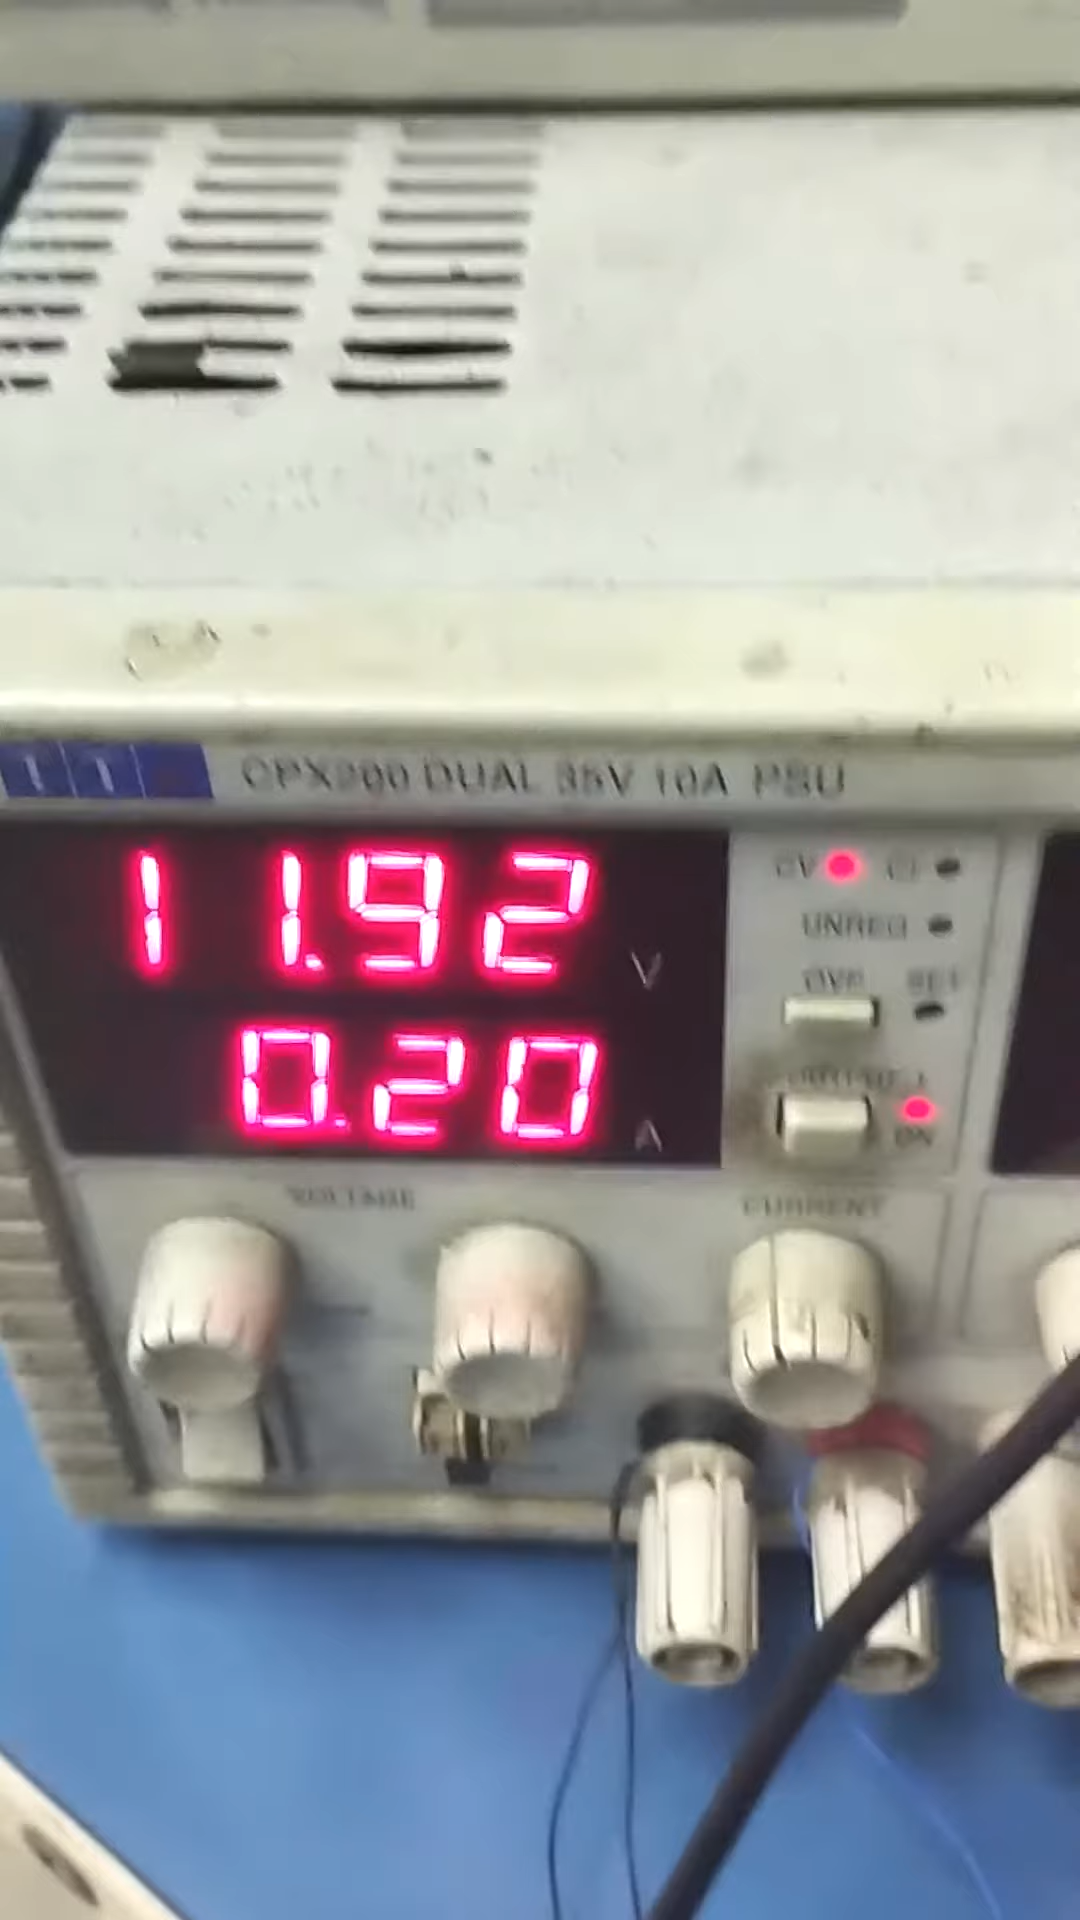 CPX200 DUAL 35V 10A PSU
11.92 V
0.20 A
CV
UNREG
OVP SET
ON
VOLTAGE
CURRENT